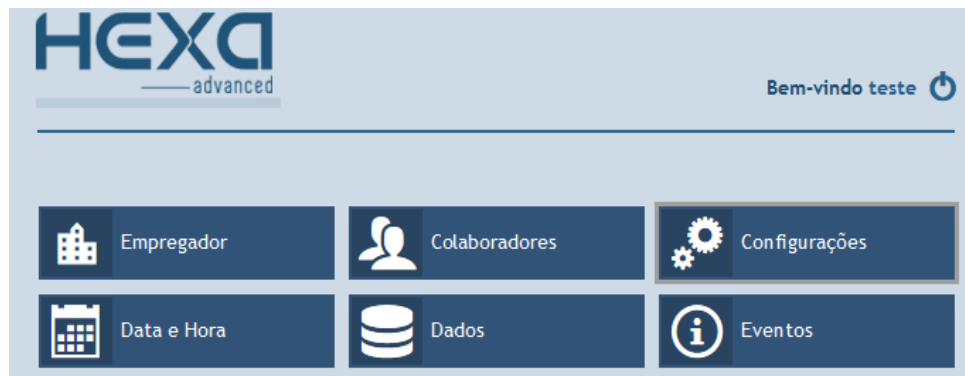 HEXA
advanced
Bem-vindo teste
Empregador
Colaboradores
Configurações
Data e Hora
Dados
Eventos